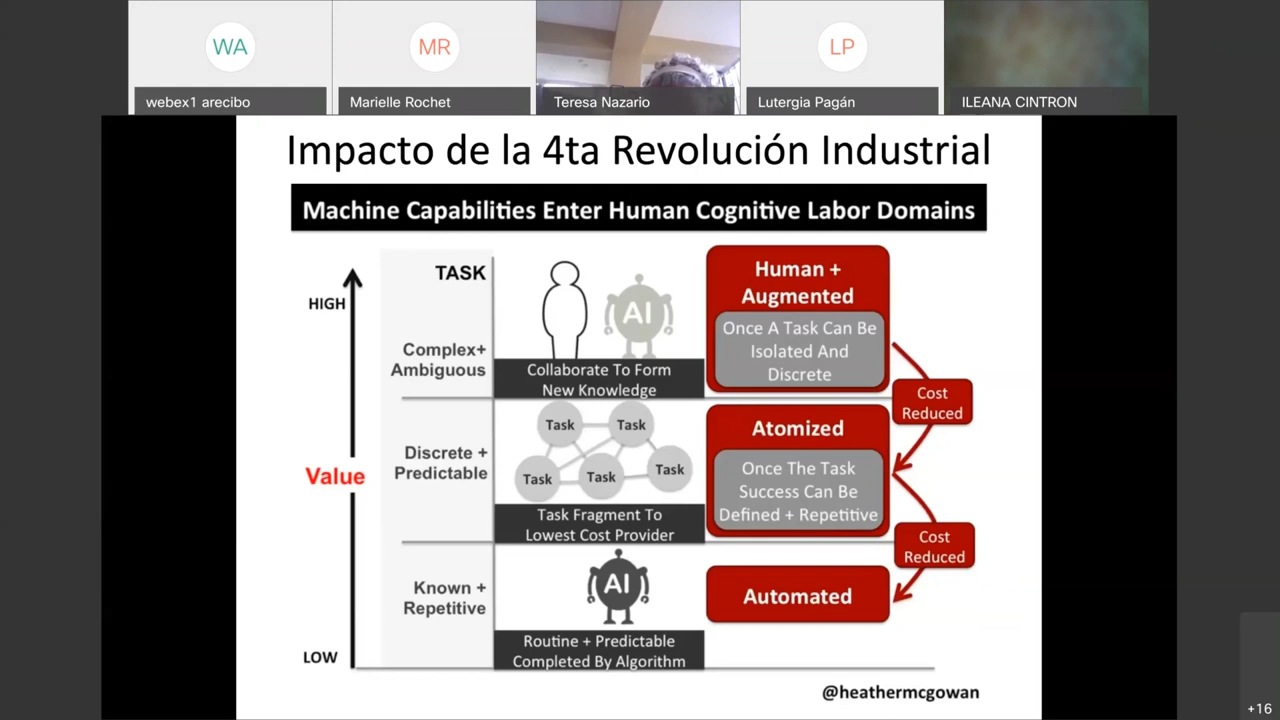 WA
MR
LP
webex1 arecibo
Marielle Rochet
Teresa Nazario
Lutergia Pagán
ILEANA CINTRON
Impacto de la 4ta Revolución Industrial
Machine Capabilities Enter Human Cognitive Labor Domains
TASK
HIGH
Value
LOW
Complex+
Ambiguous
AI
Collaborate To Form
New Knowledge
Human +
Augmented
Once A Task Can Be
Isolated And
Discrete
Cost
Reduced
Discrete +
Predictable
Task
Task
Task
Task
Task
Task Fragment To
Lowest Cost Provider
Atomized
Once The Task
Success Can Be
Defined + Repetitive
Cost
Reduced
Known +
Repetitive
AI
Routine + Predictable
Completed By Algorithm
Automated
@heathermcgowan
+16